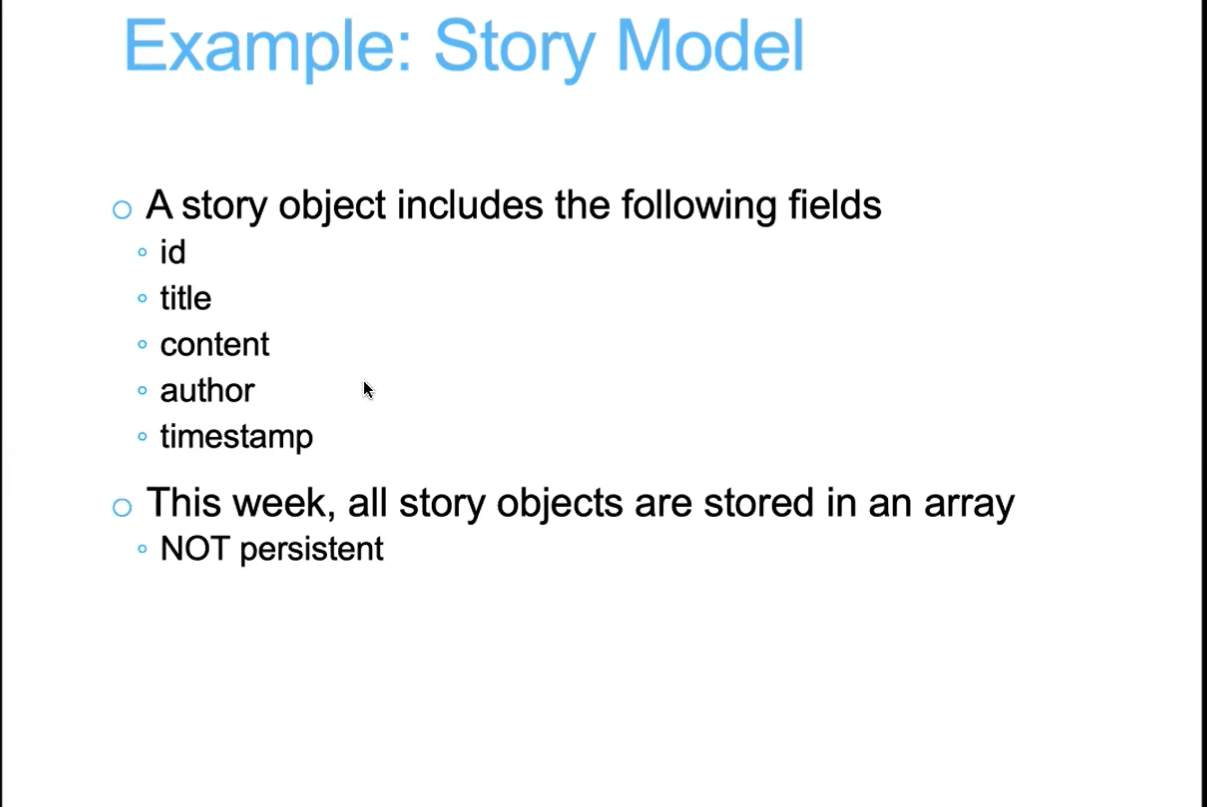 Example: Story Model
A story object includes the following fields
id
title
content
author
timestamp
This week, all story objects are stored in an array
NOT persistent